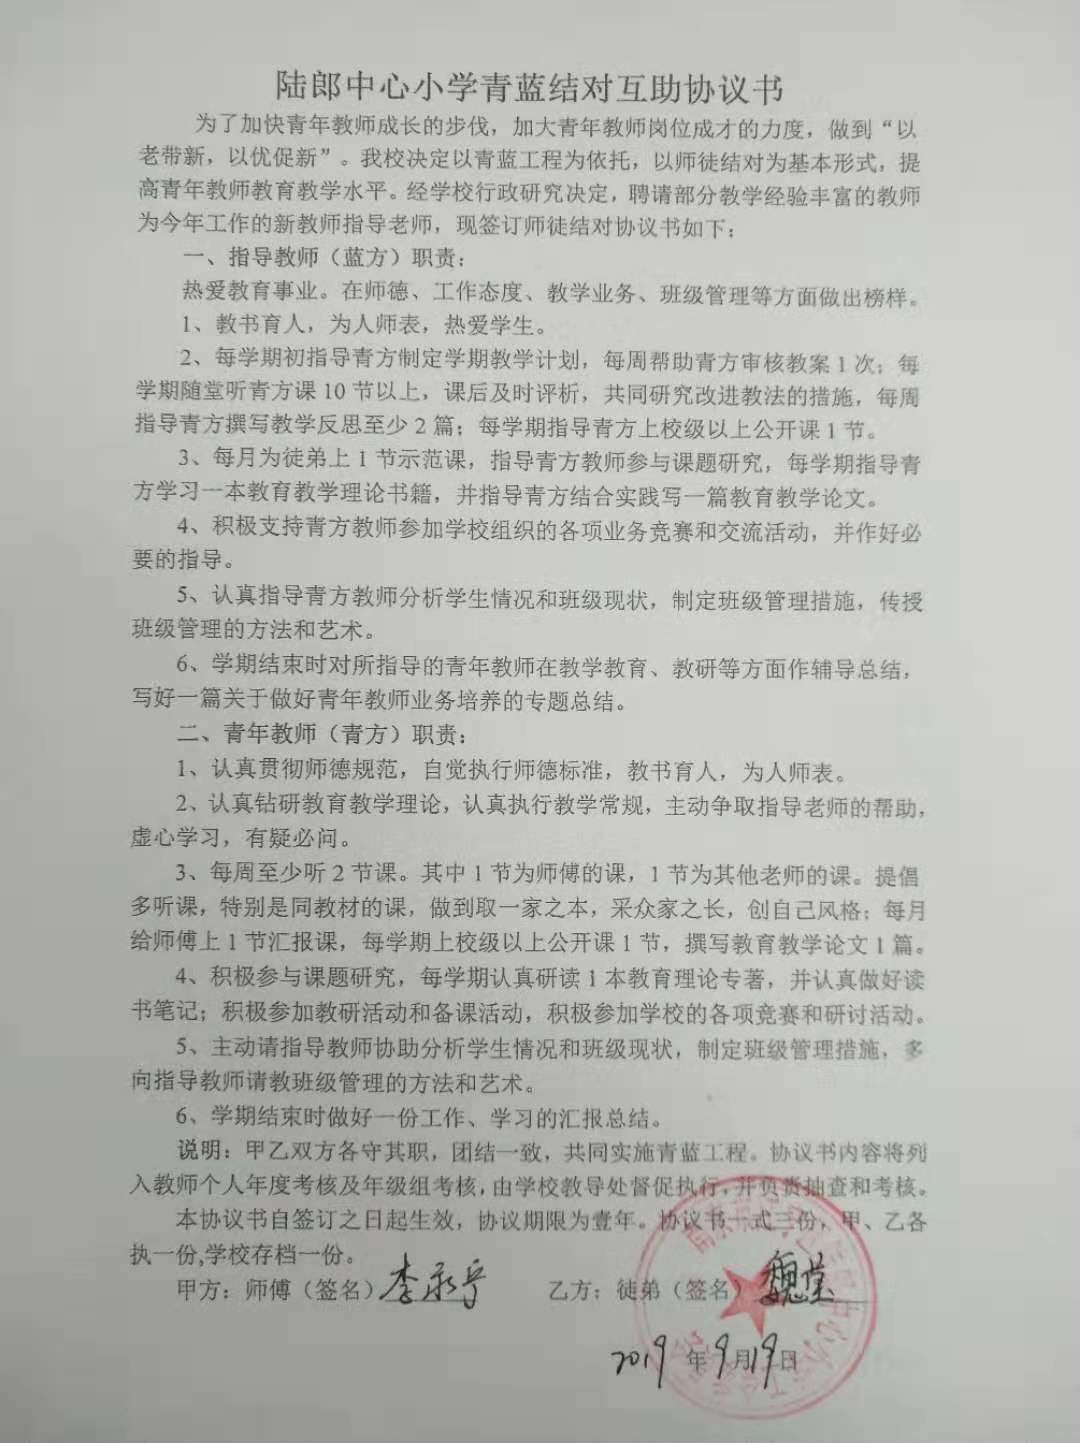 陆郎中心小学青蓝结对互助协议书
为了加快青年教师成长的步伐，加大青年教师岗位成才的力度，做到“以
老带新，以优促新”。我校决定以青蓝工程为依托，以师徒结对为基本形式，提
高青年教师教育教学水平。经学校行政研究决定，聘请部分教学经验丰富的教师
为今年工作的新教师指导老师，现签订师徒结对协议书如下：
一、指导教师（蓝方）职责：
热爱教育事业。在师德、工作态度、教学业务、班级管理等方面做出榜样。
1、教书育人，为人师表，热爱学生。
2、每学期初指导青方制定学期教学计划，每周帮助青方审核教案 1 次；每
学期随堂听青方课 10 节以上，课后及时评析，共同研究改进教法的措施，每周
指导青方撰写教学反思至少 2 篇；每学期指导青方上校级以上公开课 1 节。
3、每月为徒弟上 1 节示范课，指导青方教师参与课题研究，每学期指导青
方学习一本教育教学理论书籍，并指导青方结合实践写一篇教育教学论文。
4、积极支持青方教师参加学校组织的各项业务竞赛和交流活动，并作好必
要的指导。
5、认真指导青方教师分析学生情况和班级现状，制定班级管理措施，传授
班级管理的方法和艺术。
6、学期结束时对所指导的青年教师在教学教育、教研等方面作辅导总结，
写好一篇关于做好青年教师业务培养的专题总结。
二、青年教师（青方）职责：
1、认真贯彻师德规范，自觉执行师德标准，教书育人，为人师表。
2、认真钻研教育教学理论，认真执行教学常规，主动争取指导老师的帮助，
虚心学习，有疑必问。
3、每周至少听 2 节课。其中 1 节为师傅的课，1 节为其他老师的课。提倡
多听课，特别是同教材的课，做到取一家之本，采众家之长，创自己风格；每月
给师傅上 1 节汇报课，每学期上校级以上公开课 1 节，撰写教育教学论文 1 篇。
4、积极参与课题研究，每学期认真研读 1 本教育理论专著，并认真做好读
书笔记；积极参加教研活动和备课活动，积极参加学校的各项竞赛和研讨活动。
5、主动请指导教师协助分析学生情况和班级现状，制定班级管理措施，多
向指导教师请教班级管理的方法和艺术。
6、学期结束时做好一份工作、学习的汇报总结。
说明：甲乙双方各守其职，团结一致，共同实施青蓝工程。协议书内容将列
入教师个人年度考核及年级组考核,由学校教导处督促执行,并负责抽查和考核。
本协议书自签订之日起生效，协议期限为壹年。协议书一式三份，甲、乙各
执一份,学校存档一份。
甲方：师傅（签名） 李 乙方：徒弟（签名） 魏莹
2019 年 9 月 19 日